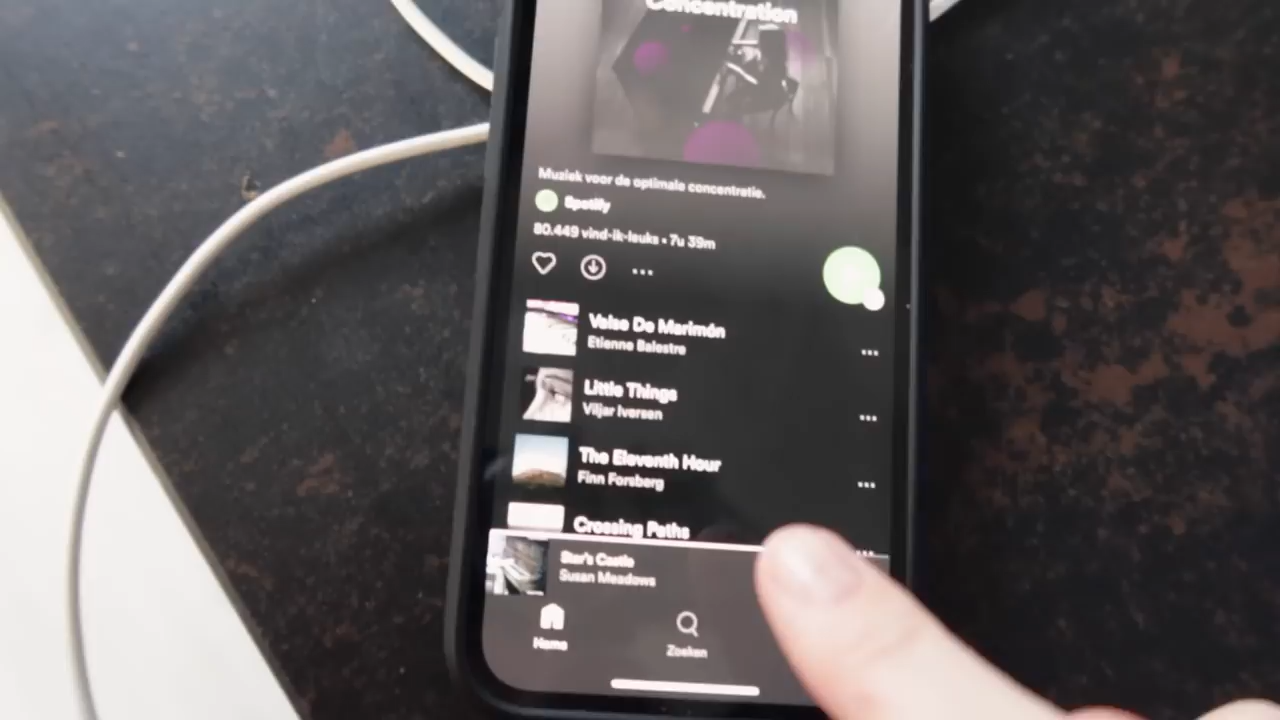 Concentration
Muziek voor de optimale concentratie.
Spotify
80.449 vind-ik-leuks • 7u 39m
Valse De Marimón
Etienne Balestre
Little Things
Viljar Iversen
The Eleventh Hour
Finn Forsberg
Crossing Paths
Star's Castle
Susan Meadows
Home
Zoeken